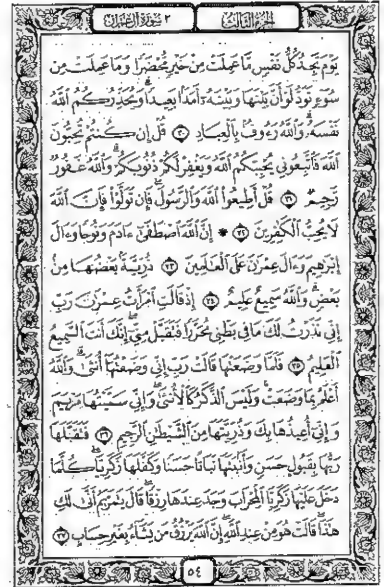 الجزء الثالث ٣ سورة آل عمران
يَوْمَ تَجِدُ كُلُّ نَفْسٍ مَّا عَمِلَتْ مِنْ خَيْرٍ مُّحْضَرًا وَمَا عَمِلَتْ مِن
سُوٓءٍ تَوَدُّ لَوْ أَنَّ بَيْنَهَا وَبَيْنَهُۥٓ أَمَدًۢا بَعِيدًا وَيُحَذِّرُكُمُ ٱللَّهُ
نَفْسَهُۥ وَٱللَّهُ رَءُوفٌۢ بِٱلْعِبَادِ ٣٠ قُلْ إِن كُنتُمْ تُحِبُّونَ
ٱللَّهَ فَٱتَّبِعُونِى يُحْبِبْكُمُ ٱللَّهُ وَيَغْفِرْ لَكُمْ ذُنُوبَكُمْ وَٱللَّهُ غَفُورٌ
رَّحِيمٌ ٣١ قُلْ أَطِيعُوا۟ ٱللَّهَ وَٱلرَّسُولَ فَإِن تَوَلَّوْا۟ فَإِنَّ ٱللَّهَ
لَا يُحِبُّ ٱلْكَٰفِرِينَ ٣٢ ۞ إِنَّ ٱللَّهَ ٱصْطَفَىٰٓ ءَادَمَ وَنُوحًا وَءَالَ
إِبْرَٰهِيمَ وَءَالَ عِمْرَٰنَ عَلَى ٱلْعَٰلَمِينَ ٣٣ ذُرِّيَّةًۢ بَعْضُهَا مِنۢ
بَعْضٍ وَٱللَّهُ سَمِيعٌ عَلِيمٌ ٣٤ إِذْ قَالَتِ ٱمْرَأَتُ عِمْرَٰنَ رَبِّ
إِنِّى نَذَرْتُ لَكَ مَا فِى بَطْنِى مُحَرَّرًا فَتَقَبَّلْ مِنِّىٓ إِنَّكَ أَنتَ ٱلسَّمِيعُ
ٱلْعَلِيمُ ٣٥ فَلَمَّا وَضَعَتْهَا قَالَتْ رَبِّ إِنِّى وَضَعْتُهَآ أُنثَىٰ وَٱللَّهُ
أَعْلَمُ بِمَا وَضَعَتْ وَلَيْسَ ٱلذَّكَرُ كَٱلْأُنثَىٰ وَإِنِّى سَمَّيْتُهَا مَرْيَمَ
وَإِنِّىٓ أُعِيذُهَا بِكَ وَذُرِّيَّتَهَا مِنَ ٱلشَّيْطَٰنِ ٱلرَّجِيمِ ٣٦ فَتَقَبَّلَهَا
رَبُّهَا بِقَبُولٍ حَسَنٍ وَأَنۢبَتَهَا نَبَاتًا حَسَنًا وَكَفَّلَهَا زَكَرِيَّا كُلَّمَا
دَخَلَ عَلَيْهَا زَكَرِيَّا ٱلْمِحْرَابَ وَجَدَ عِندَهَا رِزْقًا قَالَ يَٰمَرْيَمُ أَنَّىٰ لَكِ
هَٰذَا قَالَتْ هُوَ مِنْ عِندِ ٱللَّهِ إِنَّ ٱللَّهَ يَرْزُقُ مَن يَشَآءُ بِغَيْرِ حِسَابٍ ٣٧
٥٤